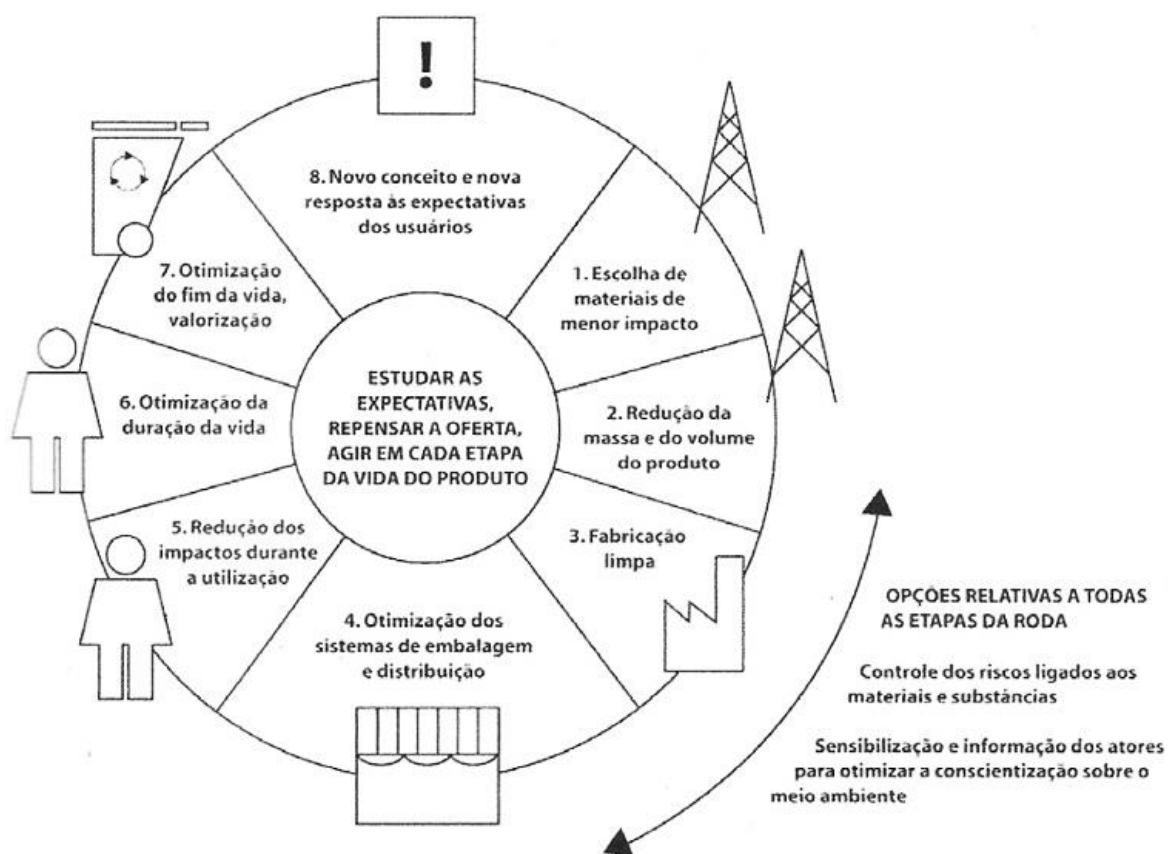 !
8. Novo conceito e nova
resposta às expectativas
dos usuários
1. Escolha de
materiais de
menor impacto
2. Redução da
massa e do volume
do produto
3. Fabricação
limpa
4. Otimização dos
sistemas de embalagem
e distribuição
5. Redução dos
impactos durante
a utilização
6. Otimização da
duração da vida
7. Otimização
do fim da vida,
valorização
ESTUDAR AS
EXPECTATIVAS,
REPENSAR A OFERTA,
AGIR EM CADA ETAPA
DA VIDA DO PRODUTO
OPÇÕES RELATIVAS A TODAS
AS ETAPAS DA RODA
Controle dos riscos ligados aos
materiais e substâncias
Sensibilização e informação dos atores
para otimizar a conscientização sobre o
meio ambiente